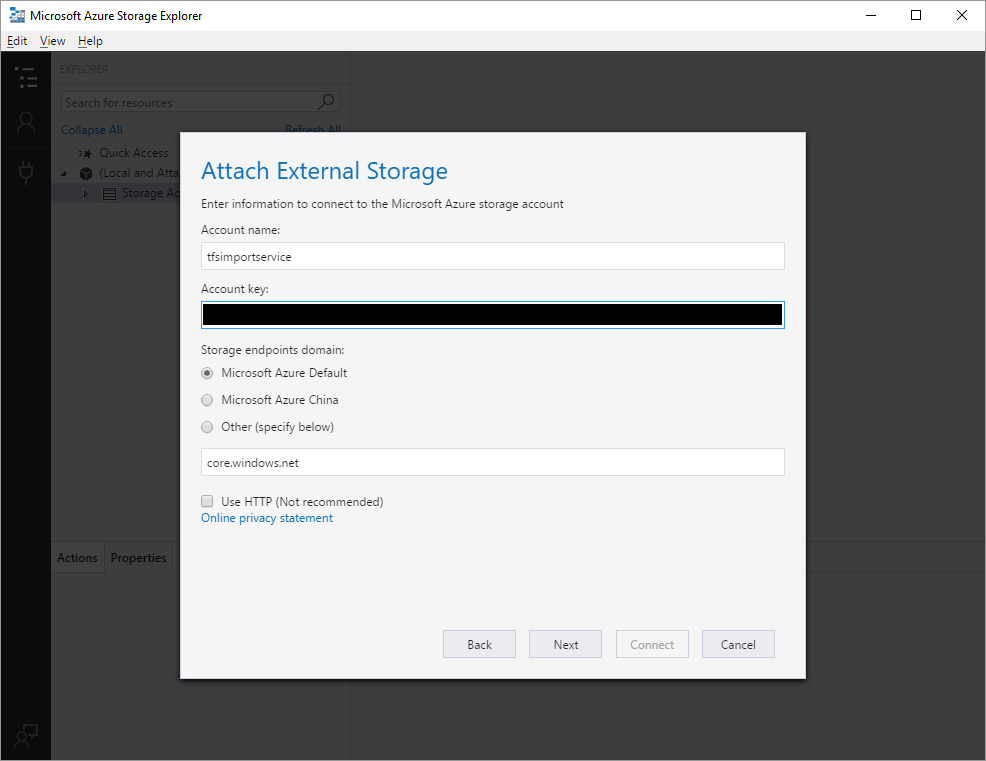 Microsoft Azure Storage Explorer
Edit View Help
EXPLORER
Search for resources
Collapse All Refresh All
Quick Access
(Local and Atta
Storage Ac
Attach External Storage
Enter information to connect to the Microsoft Azure storage account
Account name:
tfsimportservice
Account key:
Storage endpoints domain:
Microsoft Azure Default
Microsoft Azure China
Other (specify below)
core.windows.net
Use HTTP (Not recommended)
Online privacy statement
Actions Properties
Back Next Connect Cancel